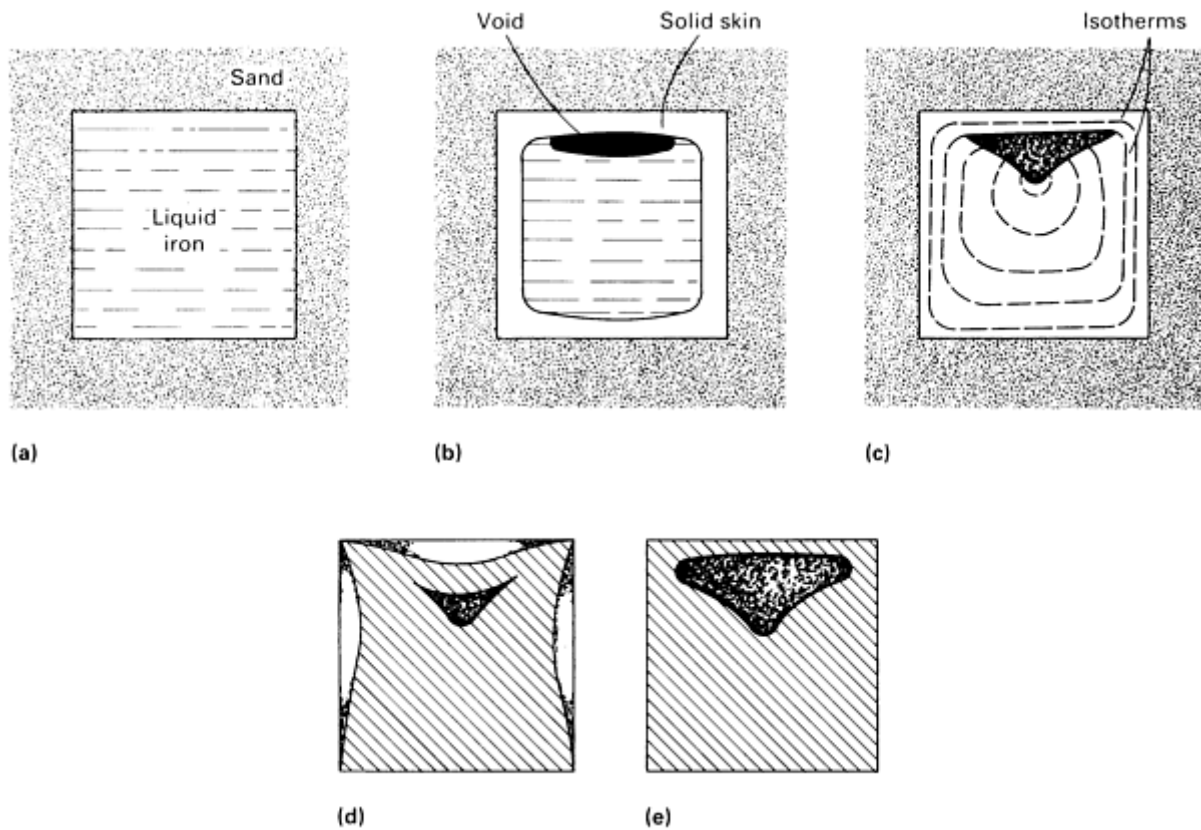 Void
Solid skin
Isotherms
Sand
Liquid
iron
(a)
(b)
(c)
(d)
(e)